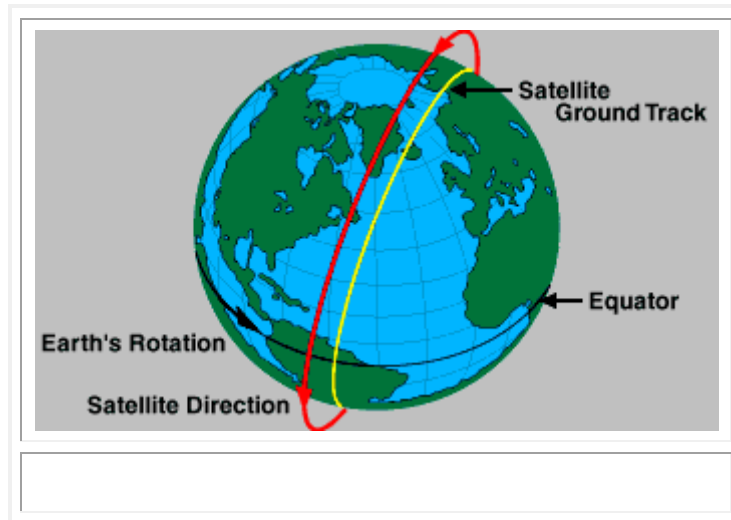 Satellite
Ground Track
Equator
Earth's Rotation
Satellite Direction